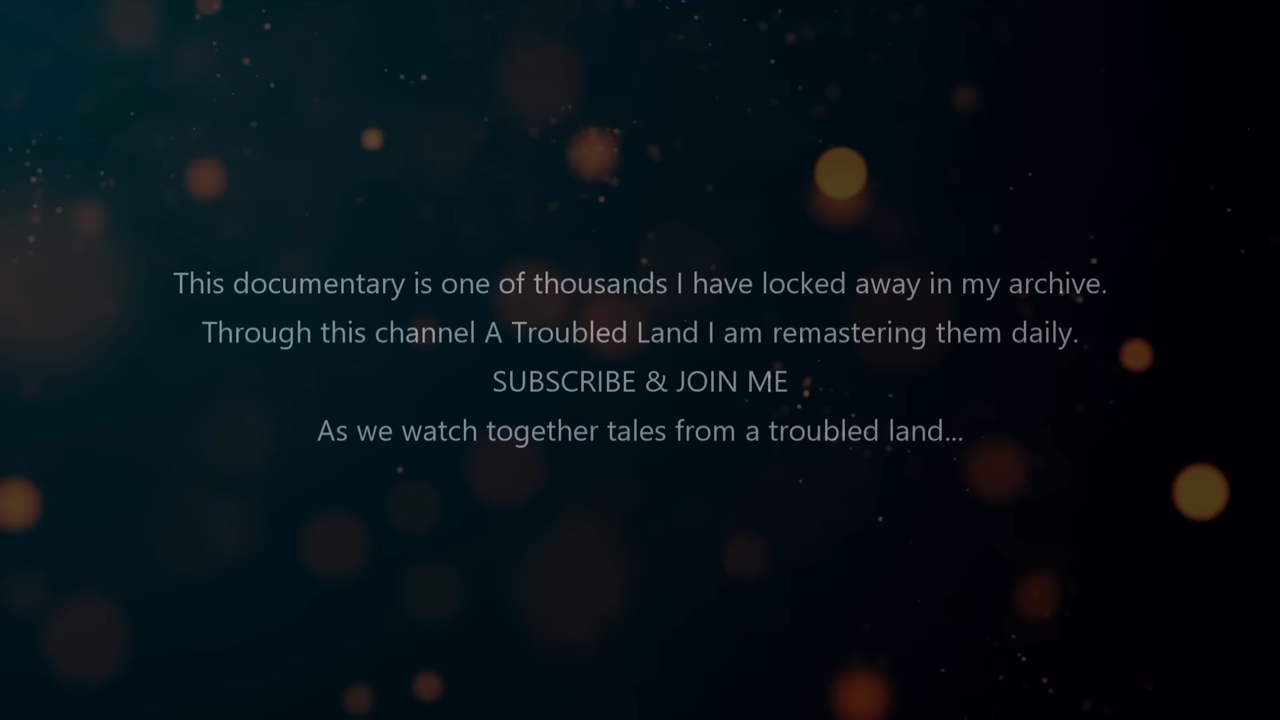 This documentary is one of thousands I have locked away in my archive.
Through this channel A Troubled Land I am remastering them daily.
SUBSCRIBE & JOIN ME
As we watch together tales from a troubled land...